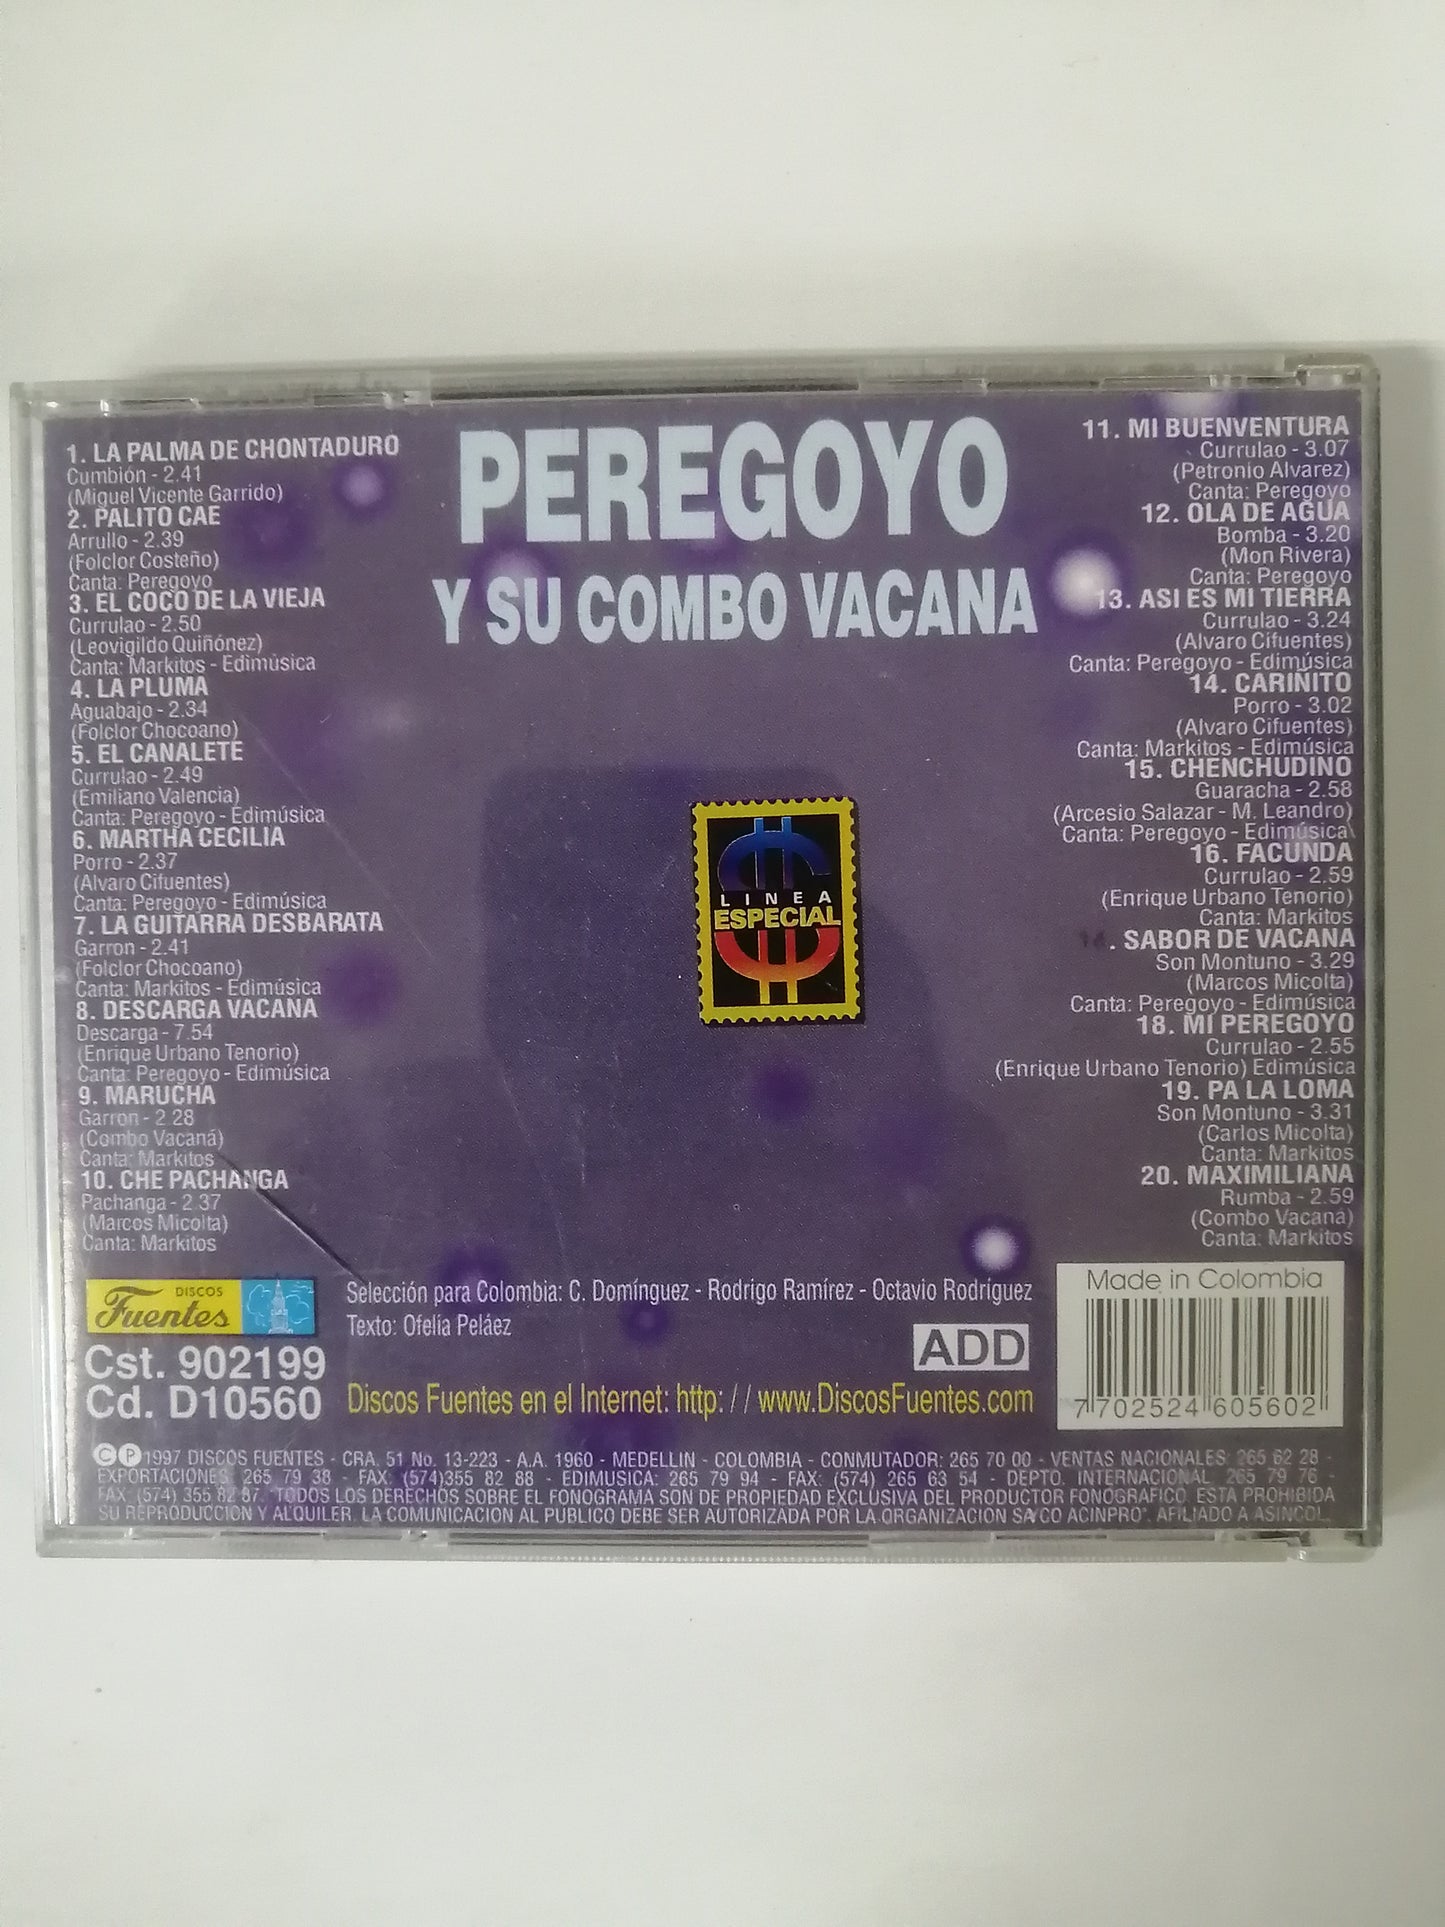 PEREGOYO
Y SU COMBO VACANA
1. LA PALMA DE CHONTADURO
Cumbión - 2.41
(Miguel Vicente Garrido)
2. PALITO CAE
Arrullo - 2.39
(Folclor Costeño)
Canta: Peregoyo
3. EL COCO DE LA VIEJA
Currulao - 2.50
(Leovigildo Quiñónez)
Canta: Markitos - Edimúsica
4. LA PLUMA
Aguabajo - 2.34
(Folclor Chocoano)
5. EL CANALETE
Currulao - 2.49
(Emiliano Valencia)
Canta: Peregoyo - Edimúsica
6. MARTHA CECILIA
Porro - 2.37
(Alvaro Cifuentes)
Canta: Peregoyo - Edimúsica
7. LA GUITARRA DESBARATA
Garron - 2.41
(Folclor Chocoano)
Canta: Markitos - Edimúsica
8. DESCARGA VACANA
Descarga - 7.54
(Enrique Urbano Tenorio)
Canta: Peregoyo - Edimúsica
9. MARUCHA
Garron - 2.28
(Combo Vacaná)
Canta: Markitos
10. CHE PACHANGA
Pachanga - 2.37
(Marcos Micolta)
Canta: Markitos
11. MI BUENVENTURA
Currulao - 3.07
(Petronio Alvarez)
Canta: Peregoyo
12. OLA DE AGUA
Bomba - 3.20
(Mon Rivera)
Canta: Peregoyo
13. ASI ES MI TIERRA
Currulao - 3.24
(Alvaro Cifuentes)
Canta: Peregoyo - Edimúsica
14. CARIÑITO
Porro - 3.02
(Alvaro Cifuentes)
Canta: Markitos - Edimúsica
15. CHENCHUDINO
Guaracha - 2.58
(Arcesio Salazar - M. Leandro)
Canta: Peregoyo - Edimúsica
16. FACUNDA
Currulao - 2.59
(Enrique Urbano Tenorio)
Canta: Markitos
. SABOR DE VACANA
Son Montuno - 3.29
(Marcos Micolta)
Canta: Peregoyo - Edimúsica
18. MI PEREGOYO
Currulao - 2.55
(Enrique Urbano Tenorio) Edimúsica
19. PA LA LOMA
Son Montuno - 3.31
(Carlos Micolta)
Canta: Markitos
20. MAXIMILIANA
Rumba - 2.59
(Combo Vacaná)
Canta: Markitos
LINEA
ESPECIAL
DISCOS
Fuentes
Cst. 902199
Cd. D10560
Selección para Colombia: C. Domínguez - Rodrigo Ramírez - Octavio Rodríguez
Texto: Ofelia Peláez
ADD
Discos Fuentes en el Internet: http: // www.DiscosFuentes.com
Made in Colombia
7 702524 605602
©℗1997 DISCOS FUENTES - CRA. 51 No. 13-223 - A.A. 1960 - MEDELLIN - COLOMBIA - CONMUTADOR: 265 70 00 - VENTAS NACIONALES: 265 62 28 -
EXPORTACIONES: 265 79 38 - FAX: (574)355 82 88 - EDIMUSICA: 265 79 94 - FAX: (574) 265 63 54 - DEPTO. INTERNACIONAL 265 79 76 -
FAX: (574) 355 82 87. "TODOS LOS DERECHOS SOBRE EL FONOGRAMA SON DE PROPIEDAD EXCLUSIVA DEL PRODUCTOR FONOGRAFICO. ESTA PROHIBIDA
SU REPRODUCCION Y ALQUILER. LA COMUNICACION AL PUBLICO DEBE SER AUTORIZADA POR LA ORGANIZACION SAYCO ACINPRO". AFILIADO A ASINCOL.